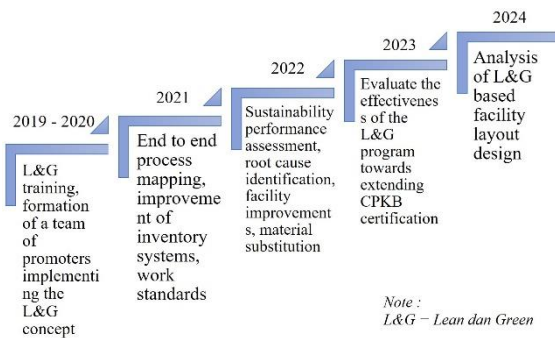 2019 - 2020
L&G
training,
formation
of a team
of
promoters
implementi
ng the
L&G
concept
2021
End to end
process
mapping,
improveme
nt of
inventory
systems,
work
standards
2022
Sustainability
performance
assessment,
root cause
identification,
facility
improvement
s, material
substitution
2023
Evaluate the
effectivenes
s of the
L&G
program
towards
extending
CPKB
certification
2024
Analysis
of L&G
based
facility
layout
design
Note :
L&G − Lean dan Green